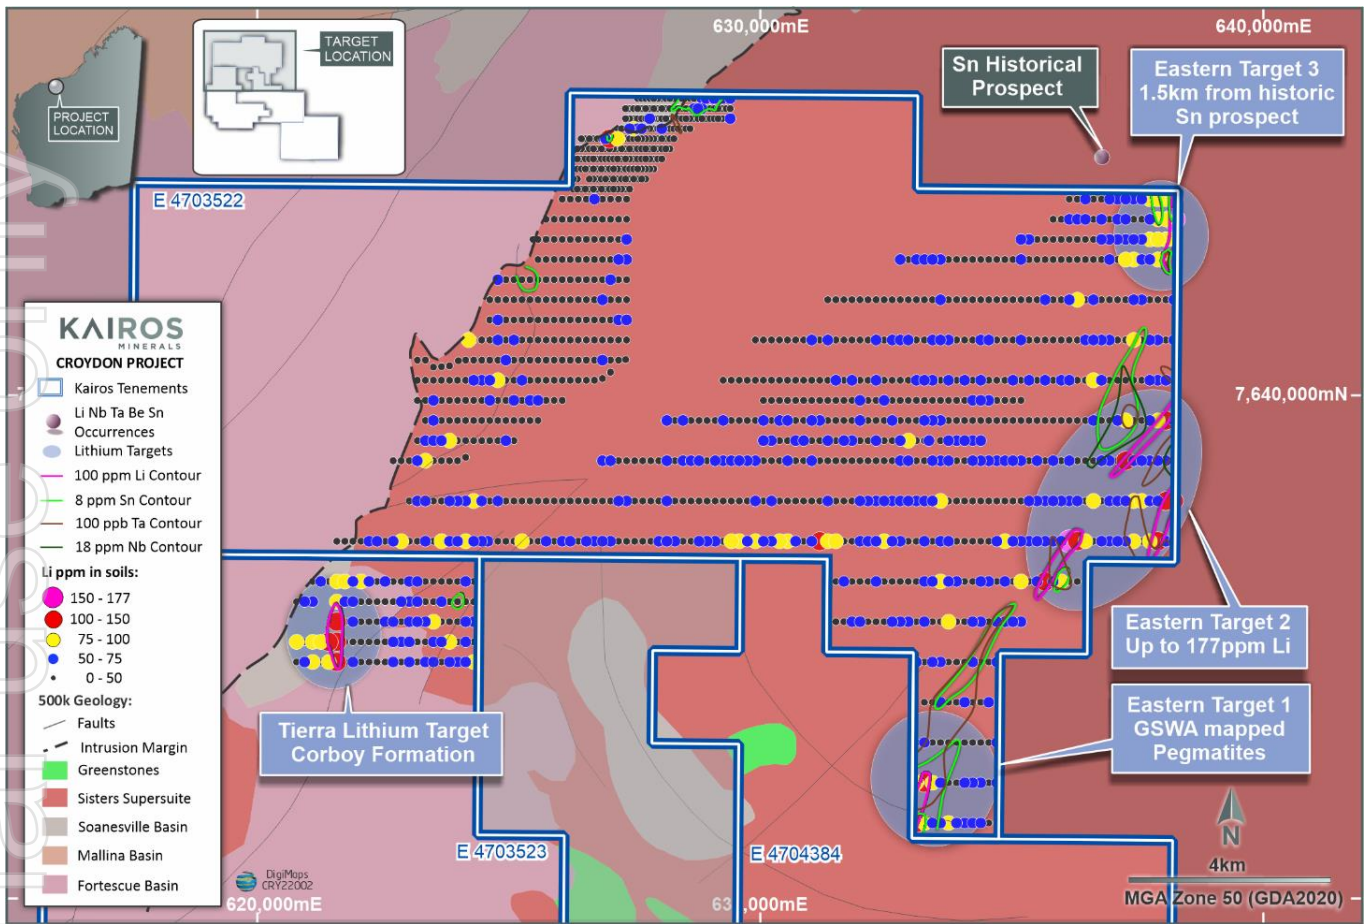 630,000mE
640,000mE
TARGET
LOCATION
PROJECT
LOCATION
Sn Historical
Prospect
Eastern Target 3
1.5km from historic
Sn prospect
E 4703522
7,640,000mN
KAIROS
MINERALS
CROYDON PROJECT
Kairos Tenements
Li Nb Ta Be Sn
Occurrences
Lithium Targets
100 ppm Li Contour
8 ppm Sn Contour
100 ppb Ta Contour
18 ppm Nb Contour
Li ppm in soils:
150 - 177
100 - 150
75 - 100
50 - 75
0 - 50
500k Geology:
Faults
Intrusion Margin
Greenstones
Sisters Supersuite
Soanesville Basin
Mallina Basin
Fortescue Basin
Tierra Lithium Target
Corboy Formation
Eastern Target 2
Up to 177ppm Li
Eastern Target 1
GSWA mapped
Pegmatites
E 4703523
E 4704384
N
4km
MGA Zone 50 (GDA2020)
DigiMaps
CRY22002
620,000mE